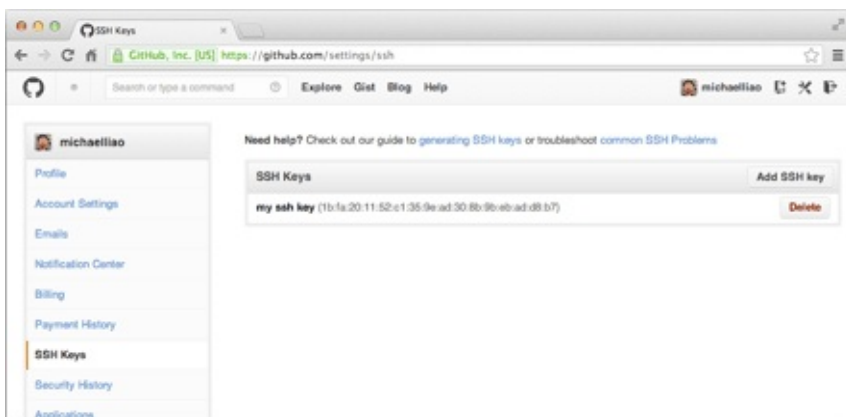 SSH Keys
GitHub, Inc. [US] https://github.com/settings/ssh
Search or type a command Explore Gist Blog Help michaelliao
michaelliao
Need help? Check out our guide to generating SSH keys or troubleshoot common SSH Problems
Profile
Account Settings
Emails
Notification Center
Billing
Payment History
SSH Keys
Security History
Applications
SSH Keys Add SSH key
my ssh key (1b:fa:20:11:52:c1:35:9e:ad:30:8b:9b:eb:ad:d8:b7) Delete